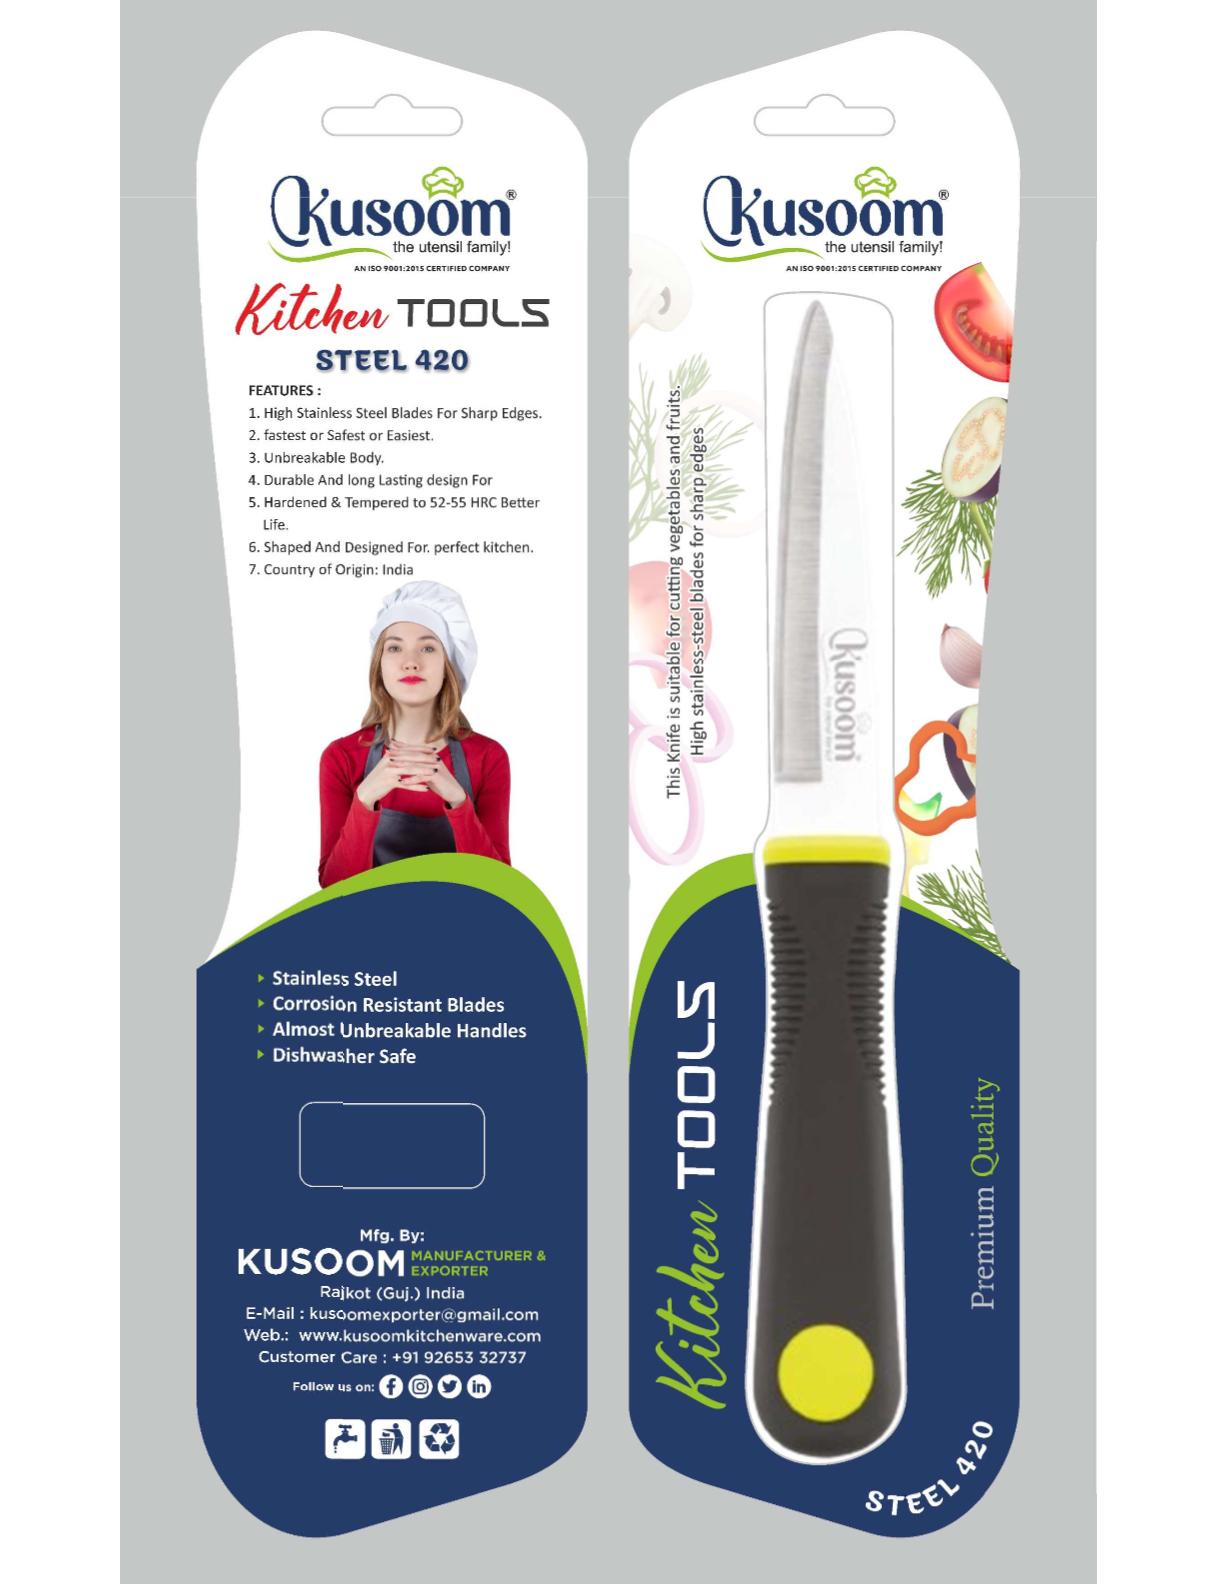 Kusoom®
the utensil family!
AN ISO 9001:2015 CERTIFIED COMPANY
Kitchen TOOLS
STEEL 420
FEATURES :
1. High Stainless Steel Blades For Sharp Edges.
2. fastest or Safest or Easiest.
3. Unbreakable Body.
4. Durable And long Lasting design For
5. Hardened & Tempered to 52-55 HRC Better
Life.
6. Shaped And Designed For. perfect kitchen.
7. Country of Origin: India
Stainless Steel
Corrosion Resistant Blades
Almost Unbreakable Handles
Dishwasher Safe
Mfg. By:
KUSOOM MANUFACTURER &
EXPORTER
Rajkot (Guj.) India
E-Mail : kusoomexporter@gmail.com
Web.: www.kusoomkitchenware.com
Customer Care : +91 92653 32737
Follow us on:
Kusoom®
the utensil family!
AN ISO 9001:2015 CERTIFIED COMPANY
This Knife is suitable for cutting vegetables and fruits.
High stainless-steel blades for sharp edges
Kusoom
Kitchen TOOLS
Premium Quality
STEEL 420